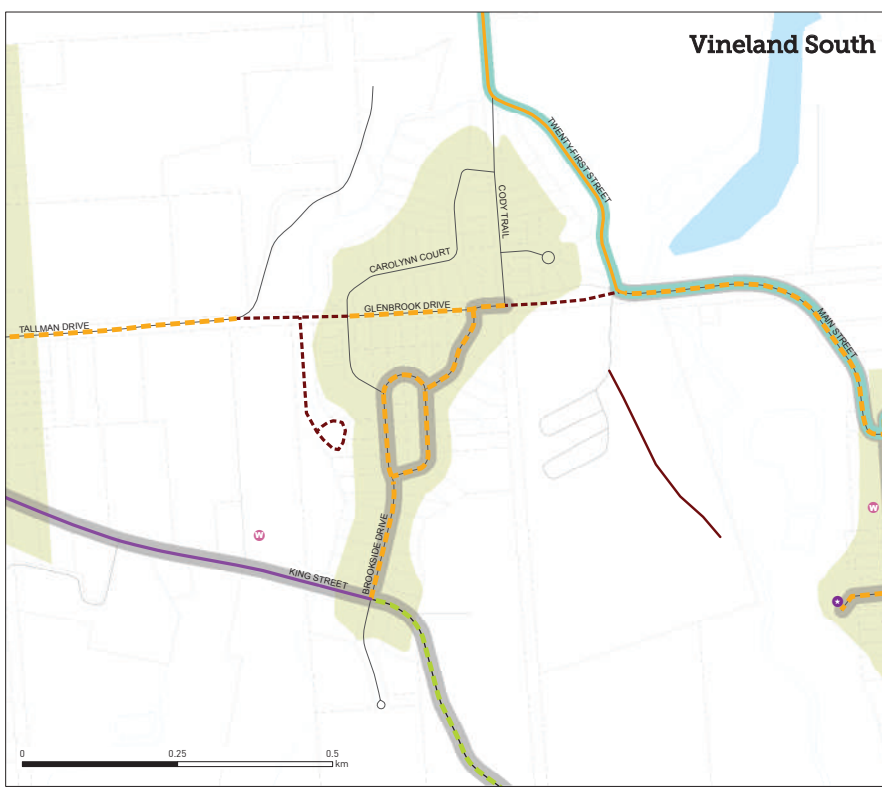 Vineland South
TWENTY-FIRST STREET
CODY TRAIL
CAROLYNN COURT
GLENBROOK DRIVE
TALLMAN DRIVE
MAIN STREET
W
W
BROOKSIDE DRIVE
KING STREET
0 0.25 0.5
km